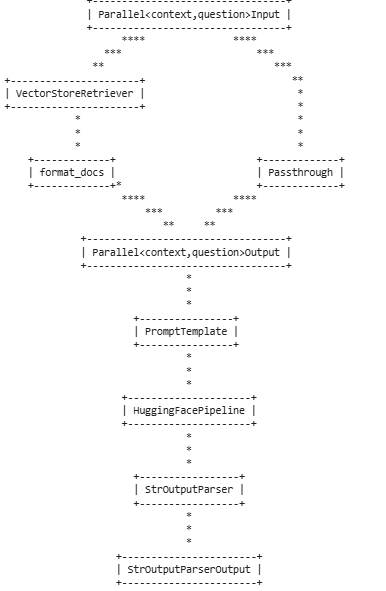 Parallel<context,question>Input
VectorStoreRetriever
format_docs
Passthrough
Parallel<context,question>Output
PromptTemplate
HuggingFacePipeline
StrOutputParser
StrOutputParserOutput